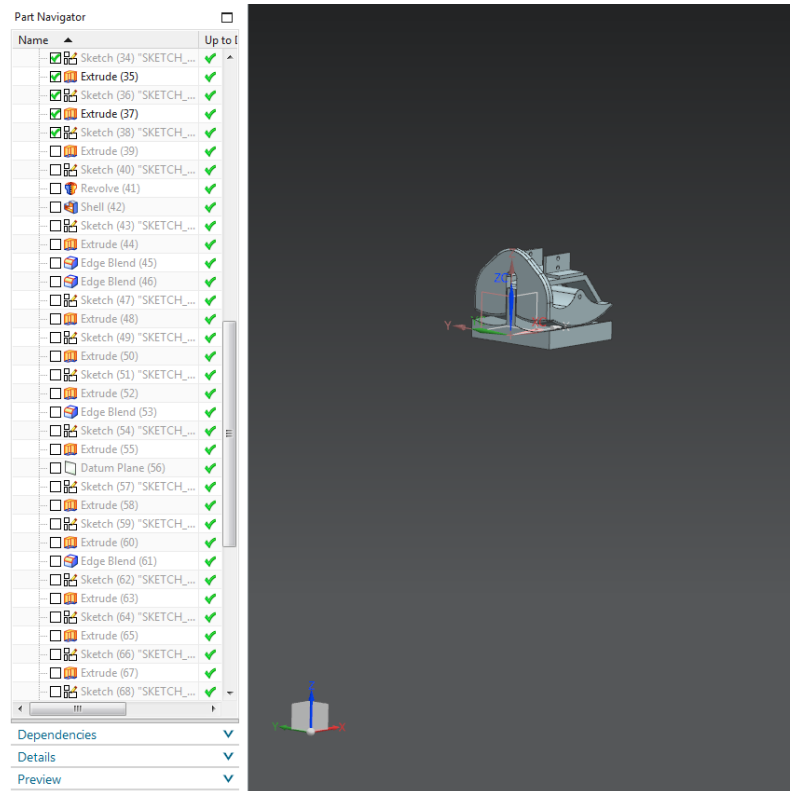 Part Navigator
Name Up to D
Sketch (34) "SKETCH_...
Extrude (35)
Sketch (36) "SKETCH_...
Extrude (37)
Sketch (38) "SKETCH_...
Extrude (39)
Sketch (40) "SKETCH_...
Revolve (41)
Shell (42)
Sketch (43) "SKETCH_...
Extrude (44)
Edge Blend (45)
Edge Blend (46)
Sketch (47) "SKETCH_...
Extrude (48)
Sketch (49) "SKETCH_...
Extrude (50)
Sketch (51) "SKETCH_...
Extrude (52)
Edge Blend (53)
Sketch (54) "SKETCH_...
Extrude (55)
Datum Plane (56)
Sketch (57) "SKETCH_...
Extrude (58)
Sketch (59) "SKETCH_...
Extrude (60)
Edge Blend (61)
Sketch (62) "SKETCH_...
Extrude (63)
Sketch (64) "SKETCH_...
Extrude (65)
Sketch (66) "SKETCH_...
Extrude (67)
Sketch (68) "SKETCH_...
Dependencies
Details
Preview
ZC
Y
Z
Y X